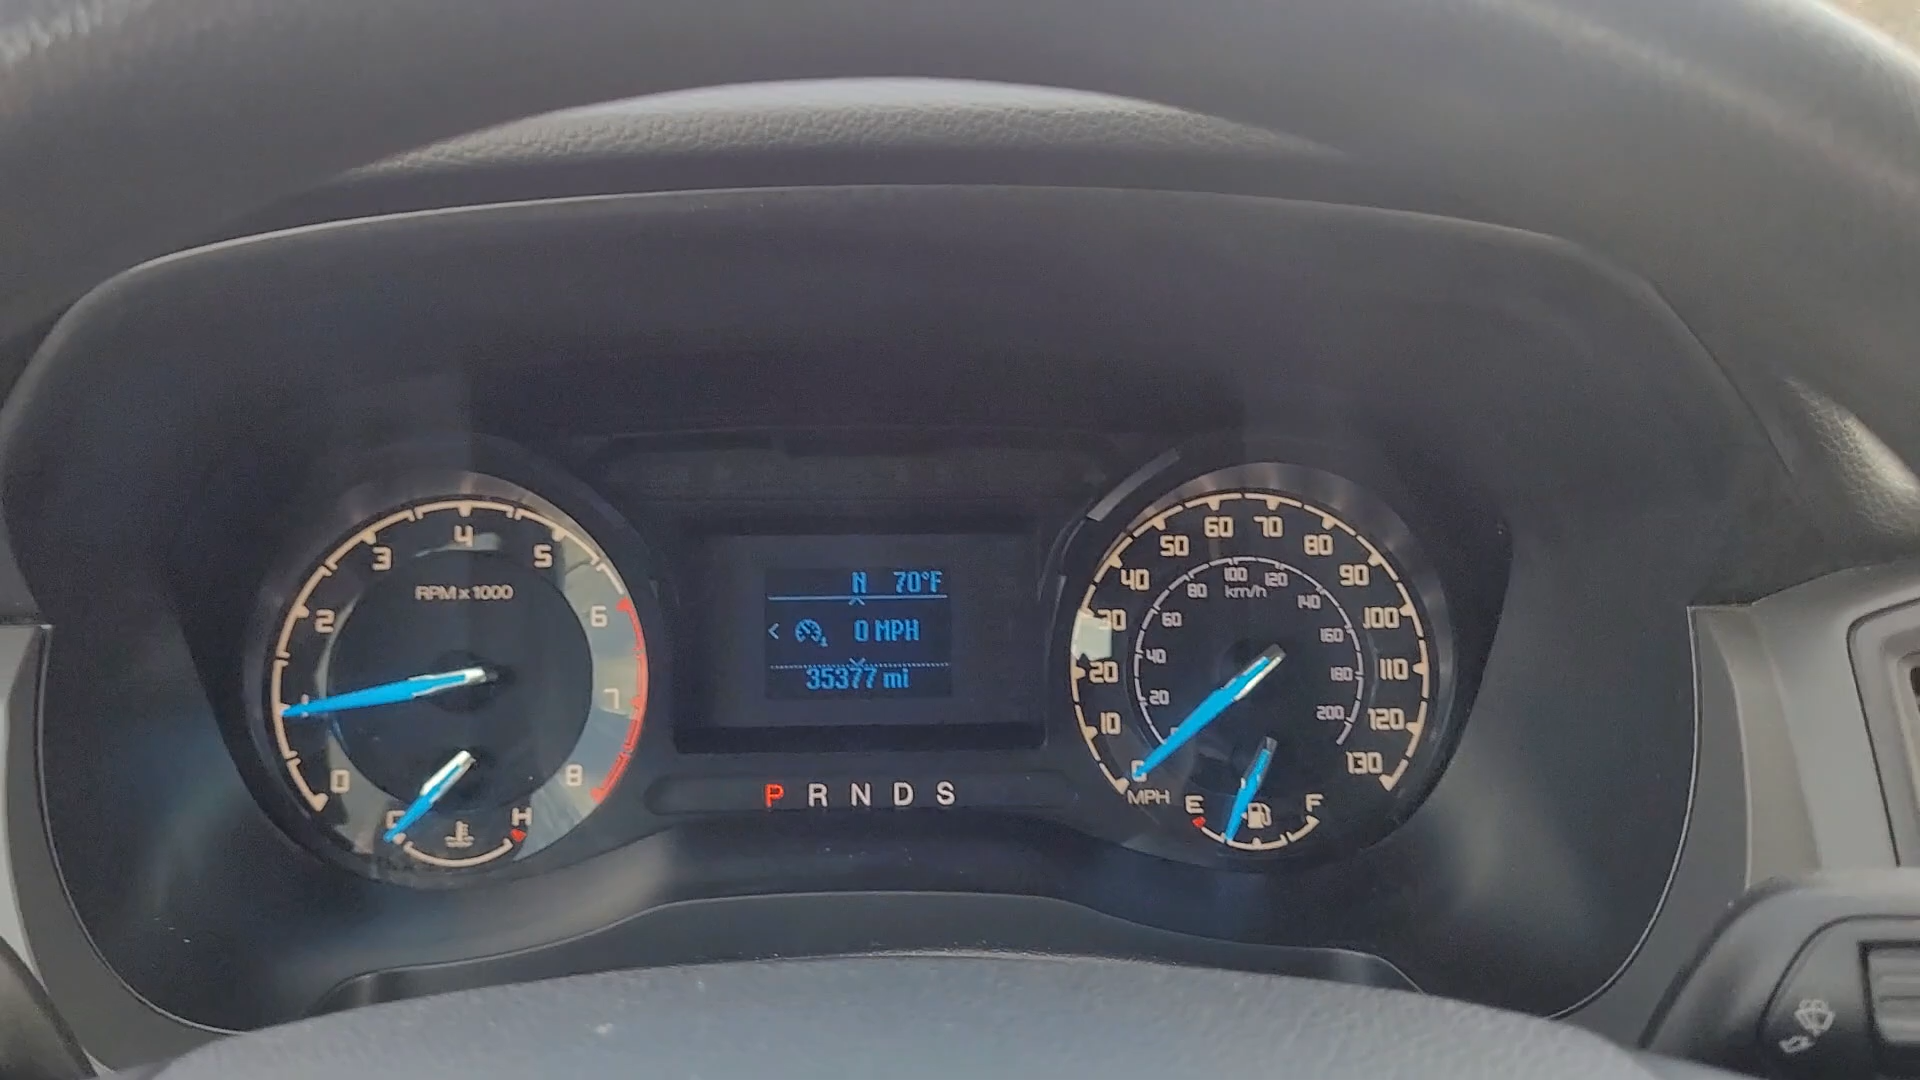 0 1 2 3 4 5 6 7 8
RPM x 1000
C H
N 70°F
< 0 MPH
35377 mi
P R N D S
10 20 30 40 50 60 70 80 90 100 110 120 130
20 40 60 80 100 120 140 160 180 200
km/h
MPH
E F